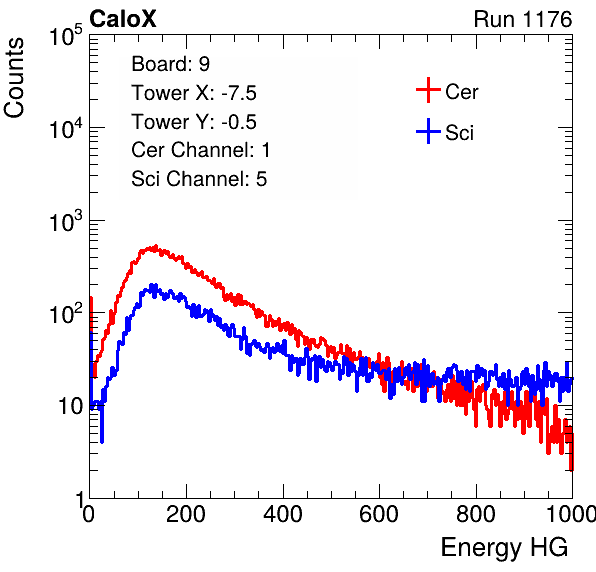 CaloX Run 1176
Counts
10^5
10^4
10^3
10^2
10
1
Board: 9
Tower X: -7.5
Tower Y: -0.5
Cer Channel: 1
Sci Channel: 5
Cer
Sci
0 200 400 600 800 1000
Energy HG